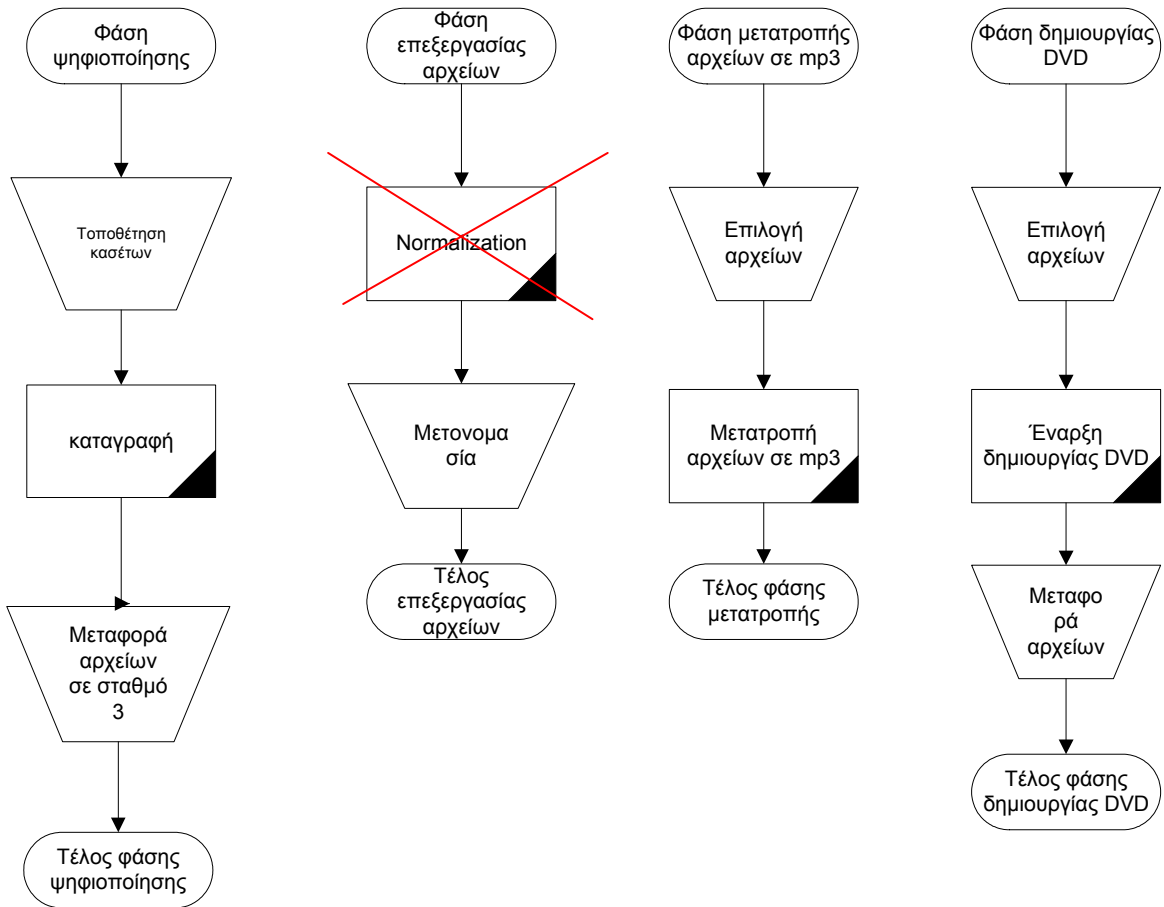 Φάση
ψηφιοποίησης
Τοποθέτηση
κασέτων
καταγραφή
Μεταφορά
αρχείων
σε σταθμό
3
Τέλος φάσης
ψηφιοποίησης
Φάση
επεξεργασίας
αρχείων
Normalization
Μετονομα
σία
Τέλος
επεξεργασίας
αρχείων
Φάση μετατροπής
αρχείων σε mp3
Επιλογή
αρχείων
Μετατροπή
αρχείων σε mp3
Τέλος φάσης
μετατροπής
Φάση δημιουργίας
DVD
Επιλογή
αρχείων
Έναρξη
δημιουργίας DVD
Μεταφο
ρά
αρχείων
Τέλος φάσης
δημιουργίας DVD